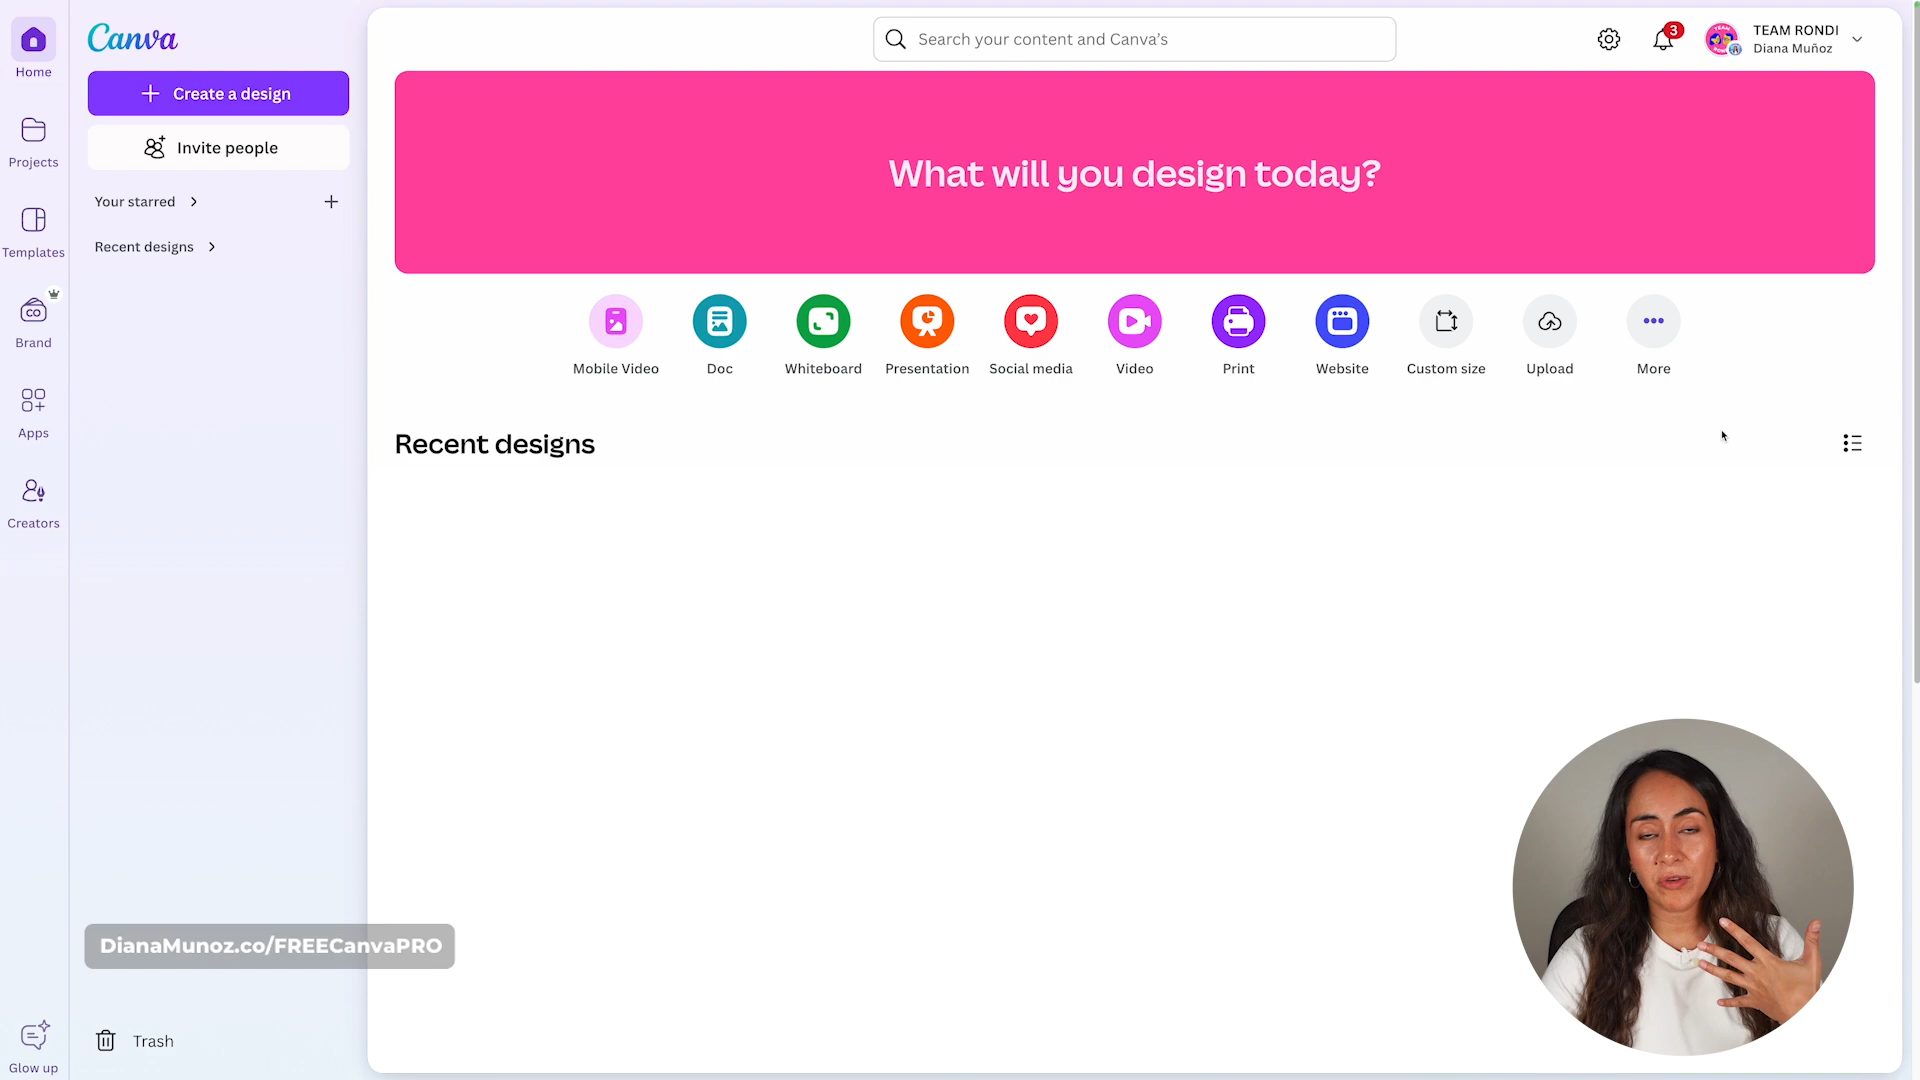 Canva
Home
Create a design
Projects
Invite people
Your starred
Templates
Recent designs
CO
Brand
Apps
Creators
DianaMunoz.co/FREECanvaPRO
Trash
Glow up
Search your content and Canva's
3
TEAM RONDI
Diana Muñoz
What will you design today?
Mobile Video
Doc
Whiteboard
Presentation
Social media
Video
Print
Website
Custom size
Upload
More
Recent designs